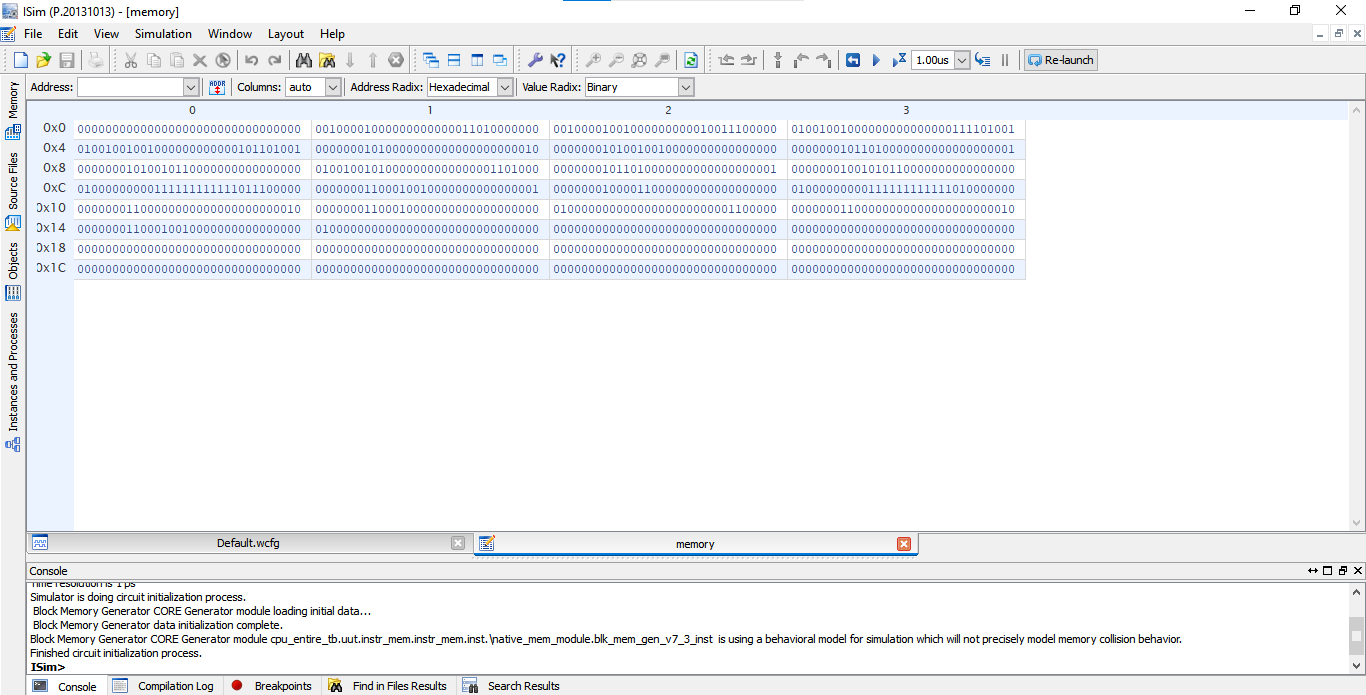 ISim (P.20131013) - [memory]
File Edit View Simulation Window Layout Help
1.00us Re-launch
Address: Columns: auto Address Radix: Hexadecimal Value Radix: Binary
0 1 2 3
0x0 00000000000000000000000000000000 00100001000000000000011010000000 00100001001000000000010011100000 01001001000000000000000111101001
0x4 01001001001000000000000101101001 00000001010000000000000000000010 00000001010010010000000000000000 00000001011010000000000000000001
0x8 00000001010010110000000000000000 01001001010000000000000001101000 00000001011010000000000000000001 00000001001010110000000000000000
0xC 01000000001111111111111011100000 00000001100010010000000000000001 00000001000011000000000000000000 01000000001111111111111010000000
0x10 00000001100000000000000000000010 00000001100010000000000000000000 01000000000000000000000001100000 00000001100000000000000000000010
0x14 00000001100010010000000000000000 01000000000000000000000000000000 00000000000000000000000000000000 00000000000000000000000000000000
0x18 00000000000000000000000000000000 00000000000000000000000000000000 00000000000000000000000000000000 00000000000000000000000000000000
0x1C 00000000000000000000000000000000 00000000000000000000000000000000 00000000000000000000000000000000 00000000000000000000000000000000
Memory
Source Files
Objects
Instances and Processes
Default.wcfg memory
Console
Time resolution is 1 ps
Simulator is doing circuit initialization process.
Block Memory Generator CORE Generator module loading initial data...
Block Memory Generator data initialization complete.
Block Memory Generator CORE Generator module cpu_entire_tb.uut.instr_mem.instr_mem.inst.\native_mem_module.blk_mem_gen_v7_3_inst is using a behavioral model for simulation which will not precisely model memory collision behavior.
Finished circuit initialization process.
ISim>
Console Compilation Log Breakpoints Find in Files Results Search Results